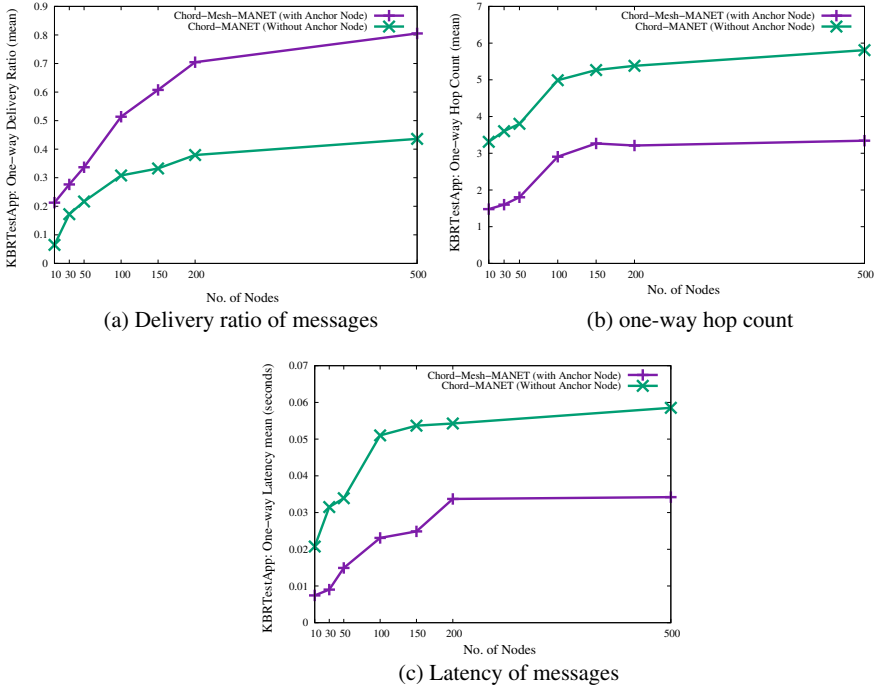 KBRTestApp: One-way Delivery Ratio (mean)
0.9
0.8
0.7
0.6
0.5
0.4
0.3
0.2
0.1
0
Chord-Mesh-MANET (with Anchor Node)
Chord-MANET (Without Anchor Node)
10 30 50 100 150 200 500
No. of Nodes
(a) Delivery ratio of messages
KBRTestApp: One-way Hop Count (mean)
7
6
5
4
3
2
1
0
Chord-Mesh-MANET (with Anchor Node)
Chord-MANET (Without Anchor Node)
10 30 50 100 150 200 500
No. of Nodes
(b) one-way hop count
KBRTestApp: One-way Latency mean (seconds)
0.07
0.06
0.05
0.04
0.03
0.02
0.01
0
Chord-Mesh-MANET (with Anchor Node)
Chord-MANET (Without Anchor Node)
10 30 50 100 150 200 500
No. of Nodes
(c) Latency of messages